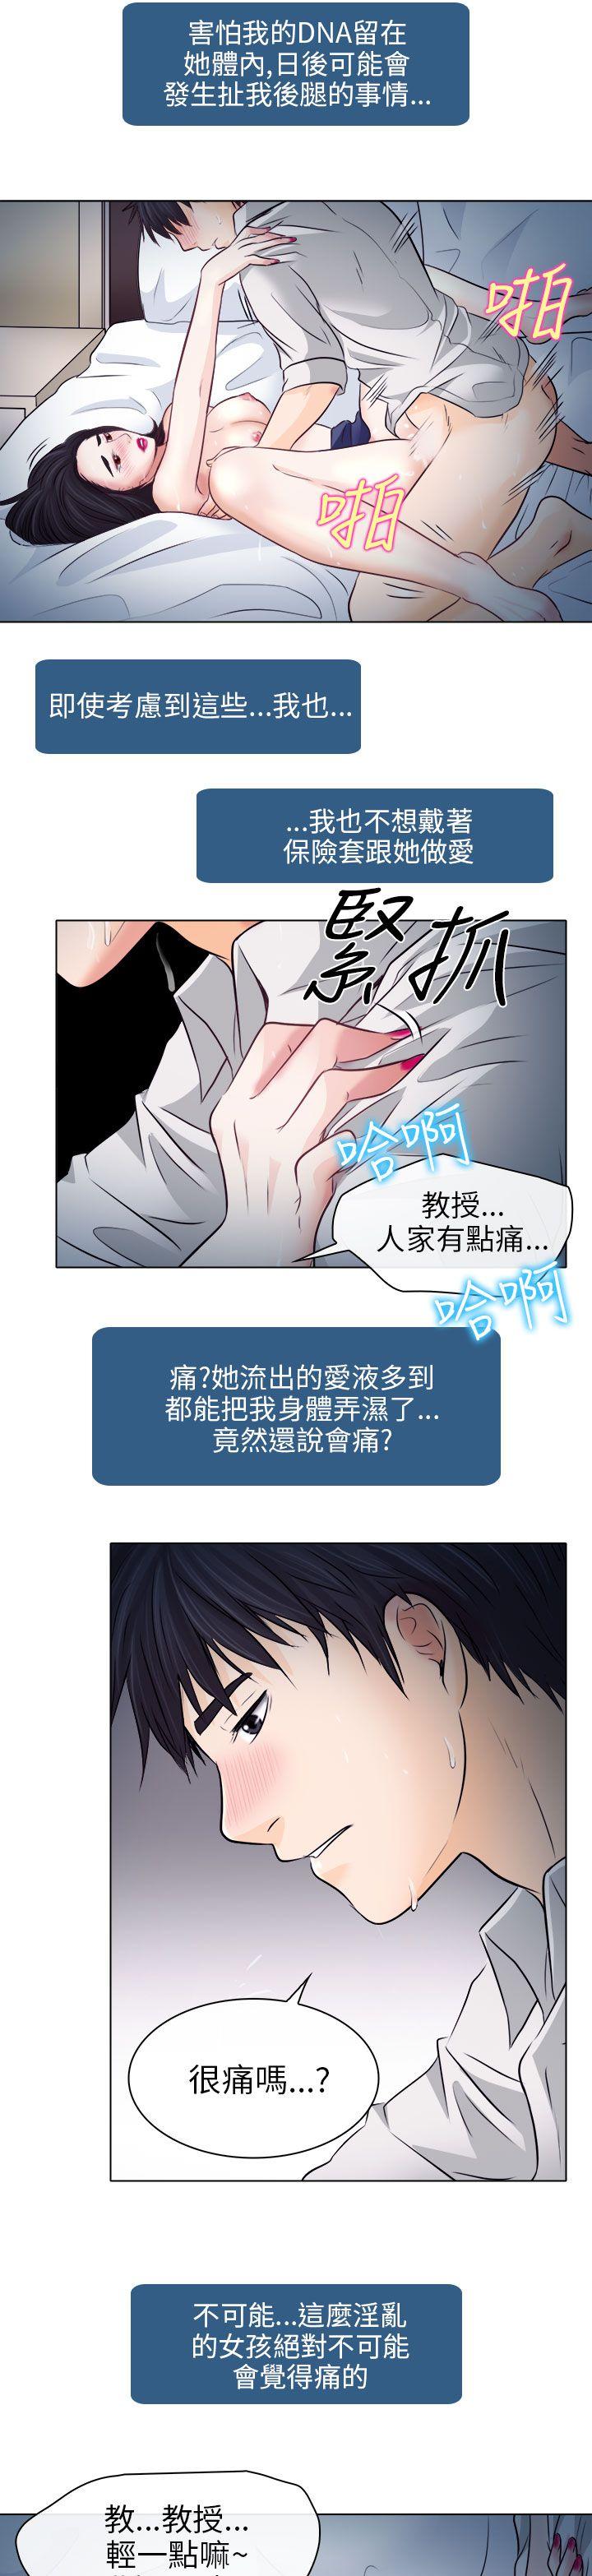 害怕我的DNA留在
她體內,日後可能會
發生扯我後腿的事情...
啪
啪
即使考慮到這些...我也...
...我也不想戴著
保險套跟她做愛
緊抓
哈啊
教授...
人家有點痛...
哈啊
痛?她流出的愛液多到
都能把我身體弄濕了...
竟然還說會痛?
很痛嗎...?
不可能...這麼淫亂
的女孩絕對不可能
會覺得痛的
教...教授...
輕一點嘛~